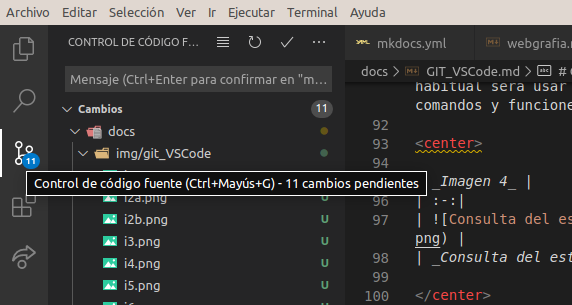 Archivo Editar Selección Ver Ir Ejecutar Terminal Ayuda
CONTROL DE CÓDIGO F...
mkdocs.yml
webgrafia.
Mensaje (Ctrl+Enter para confirmar en "m...
docs > GIT_VSCode.md > abc #
Cambios 11
docs
img/git_VSCode
11
Control de código fuente (Ctrl+Mayús+G) - 11 cambios pendientes
i2a.png U
i2b.png U
i3.png U
i4.png U
i5.png U
habitual será usar
comandos y funcione
92
93 <center>
94
95 _Imagen 4_ |
96 | :-:|
97 | ![Consulta del es
png) |
98 | _Consulta del est
99
100 </center>